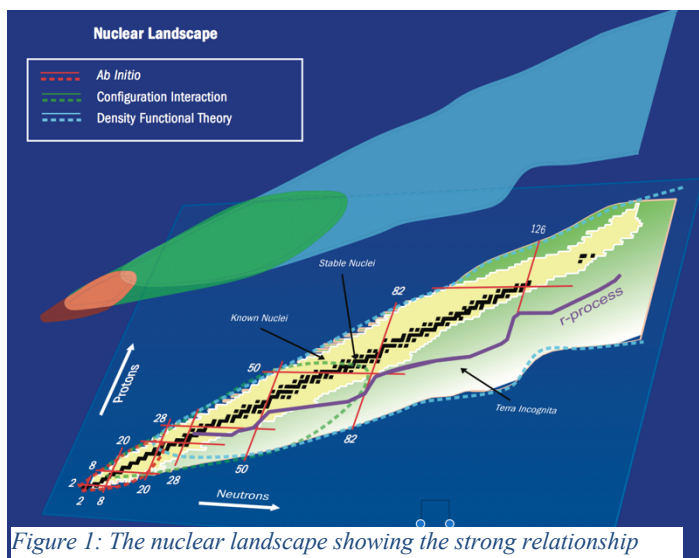 Nuclear Landscape
Ab Initio
Configuration Interaction
Density Functional Theory
126
Stable Nuclei
82
Known Nuclei
r-process
50
Protons
28
Terra Incognita
20
82
8
50
2
28
20
2 8
Neutrons
Figure 1: The nuclear landscape showing the strong relationship